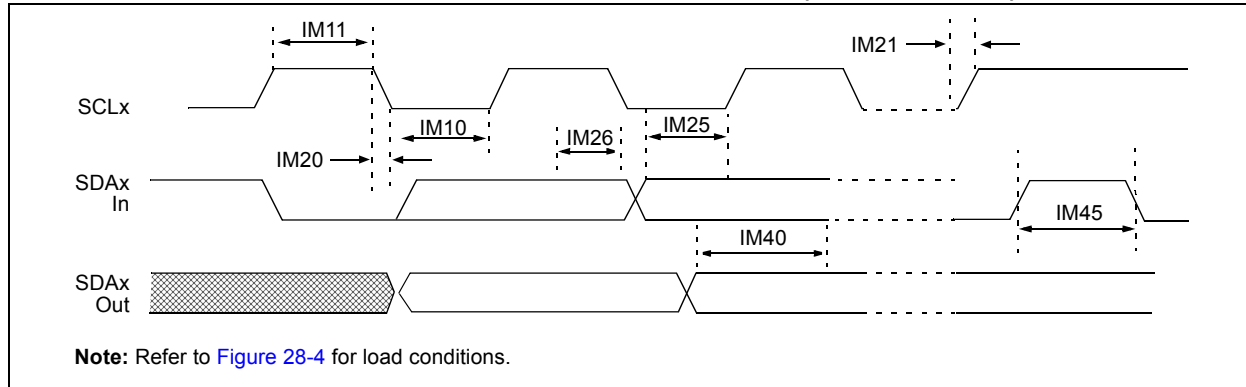 IM11
IM21
SCLx
IM10
IM26
IM25
IM20
SDAx
In
IM45
IM40
SDAx
Out
Note: Refer to Figure 28-4 for load conditions.